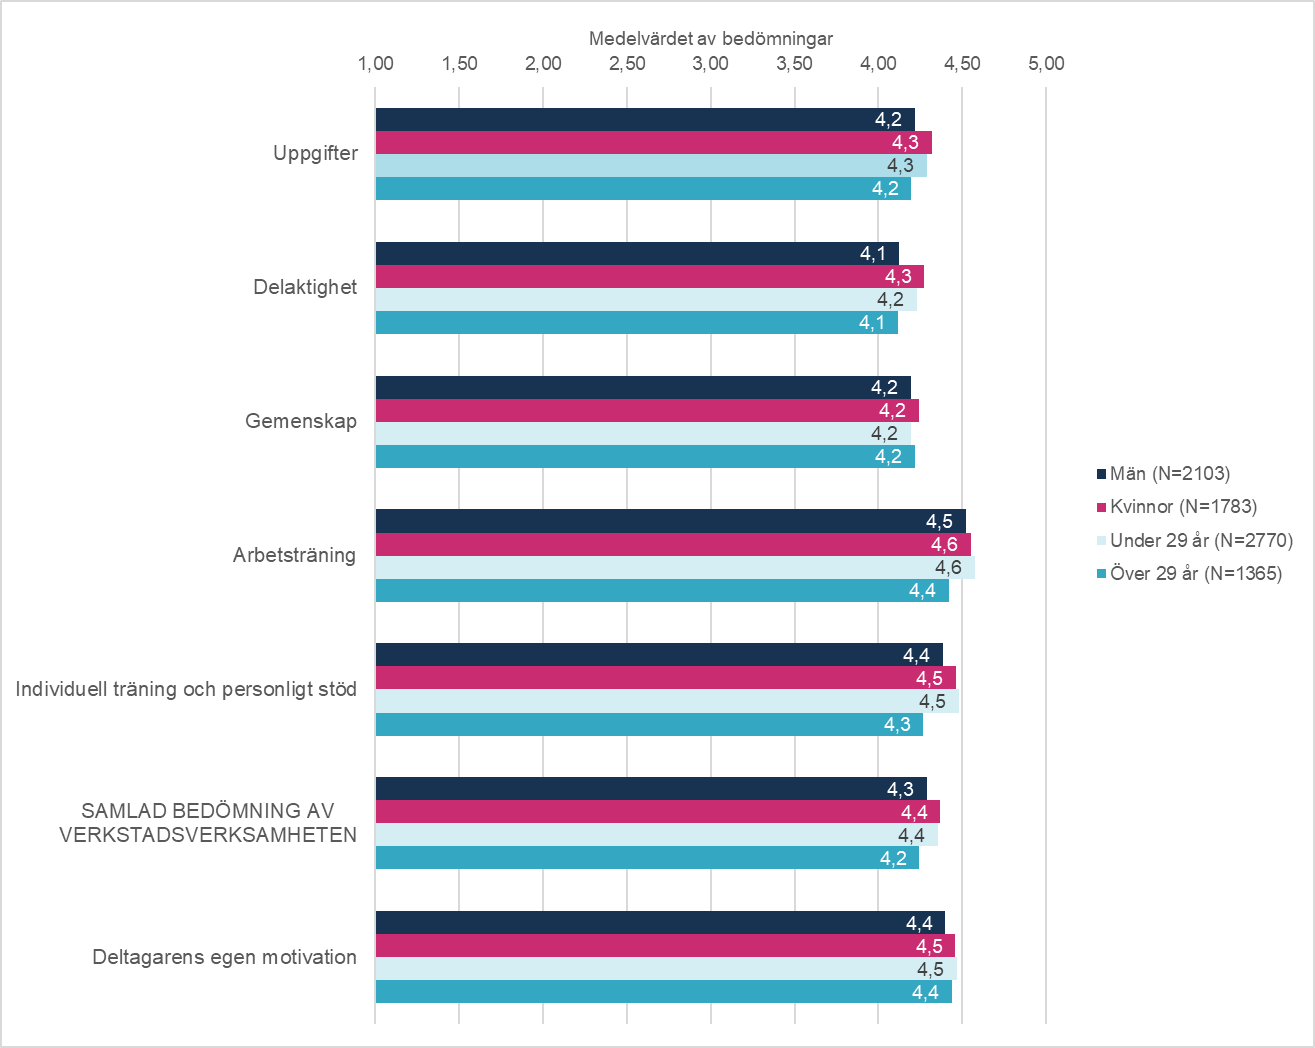 Medelvärdet av bedömningar
1,00 1,50 2,00 2,50 3,00 3,50 4,00 4,50 5,00
Uppgifter
4,2
4,3
4,3
4,2
Delaktighet
4,1
4,3
4,2
4,1
Gemenskap
4,2
4,2
4,2
4,2
Arbetsträning
4,5
4,6
4,6
4,4
Individuell träning och personligt stöd
4,4
4,5
4,5
4,3
SAMLAD BEDÖMNING AV
VERKSTADSVERKSAMHETEN
4,3
4,4
4,4
4,2
Deltagarens egen motivation
4,4
4,5
4,5
4,4
Män (N=2103)
Kvinnor (N=1783)
Under 29 år (N=2770)
Över 29 år (N=1365)